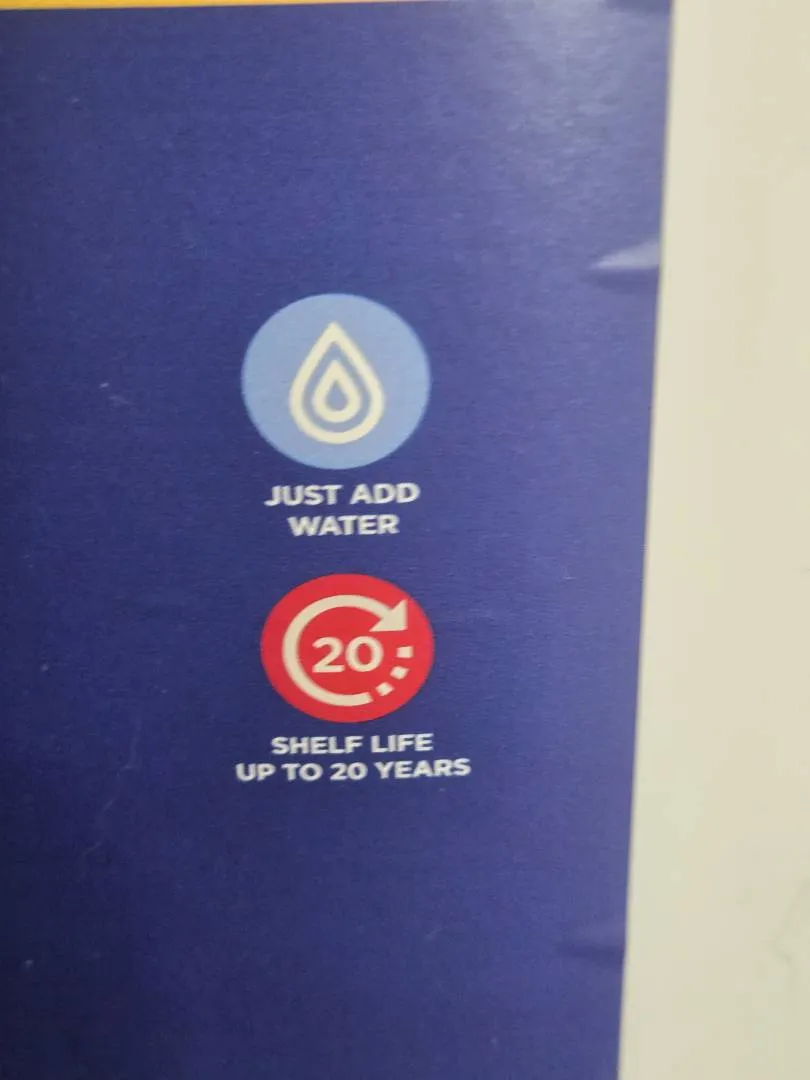 JUST ADD
WATER
20
SHELF LIFE
UP TO 20 YEARS